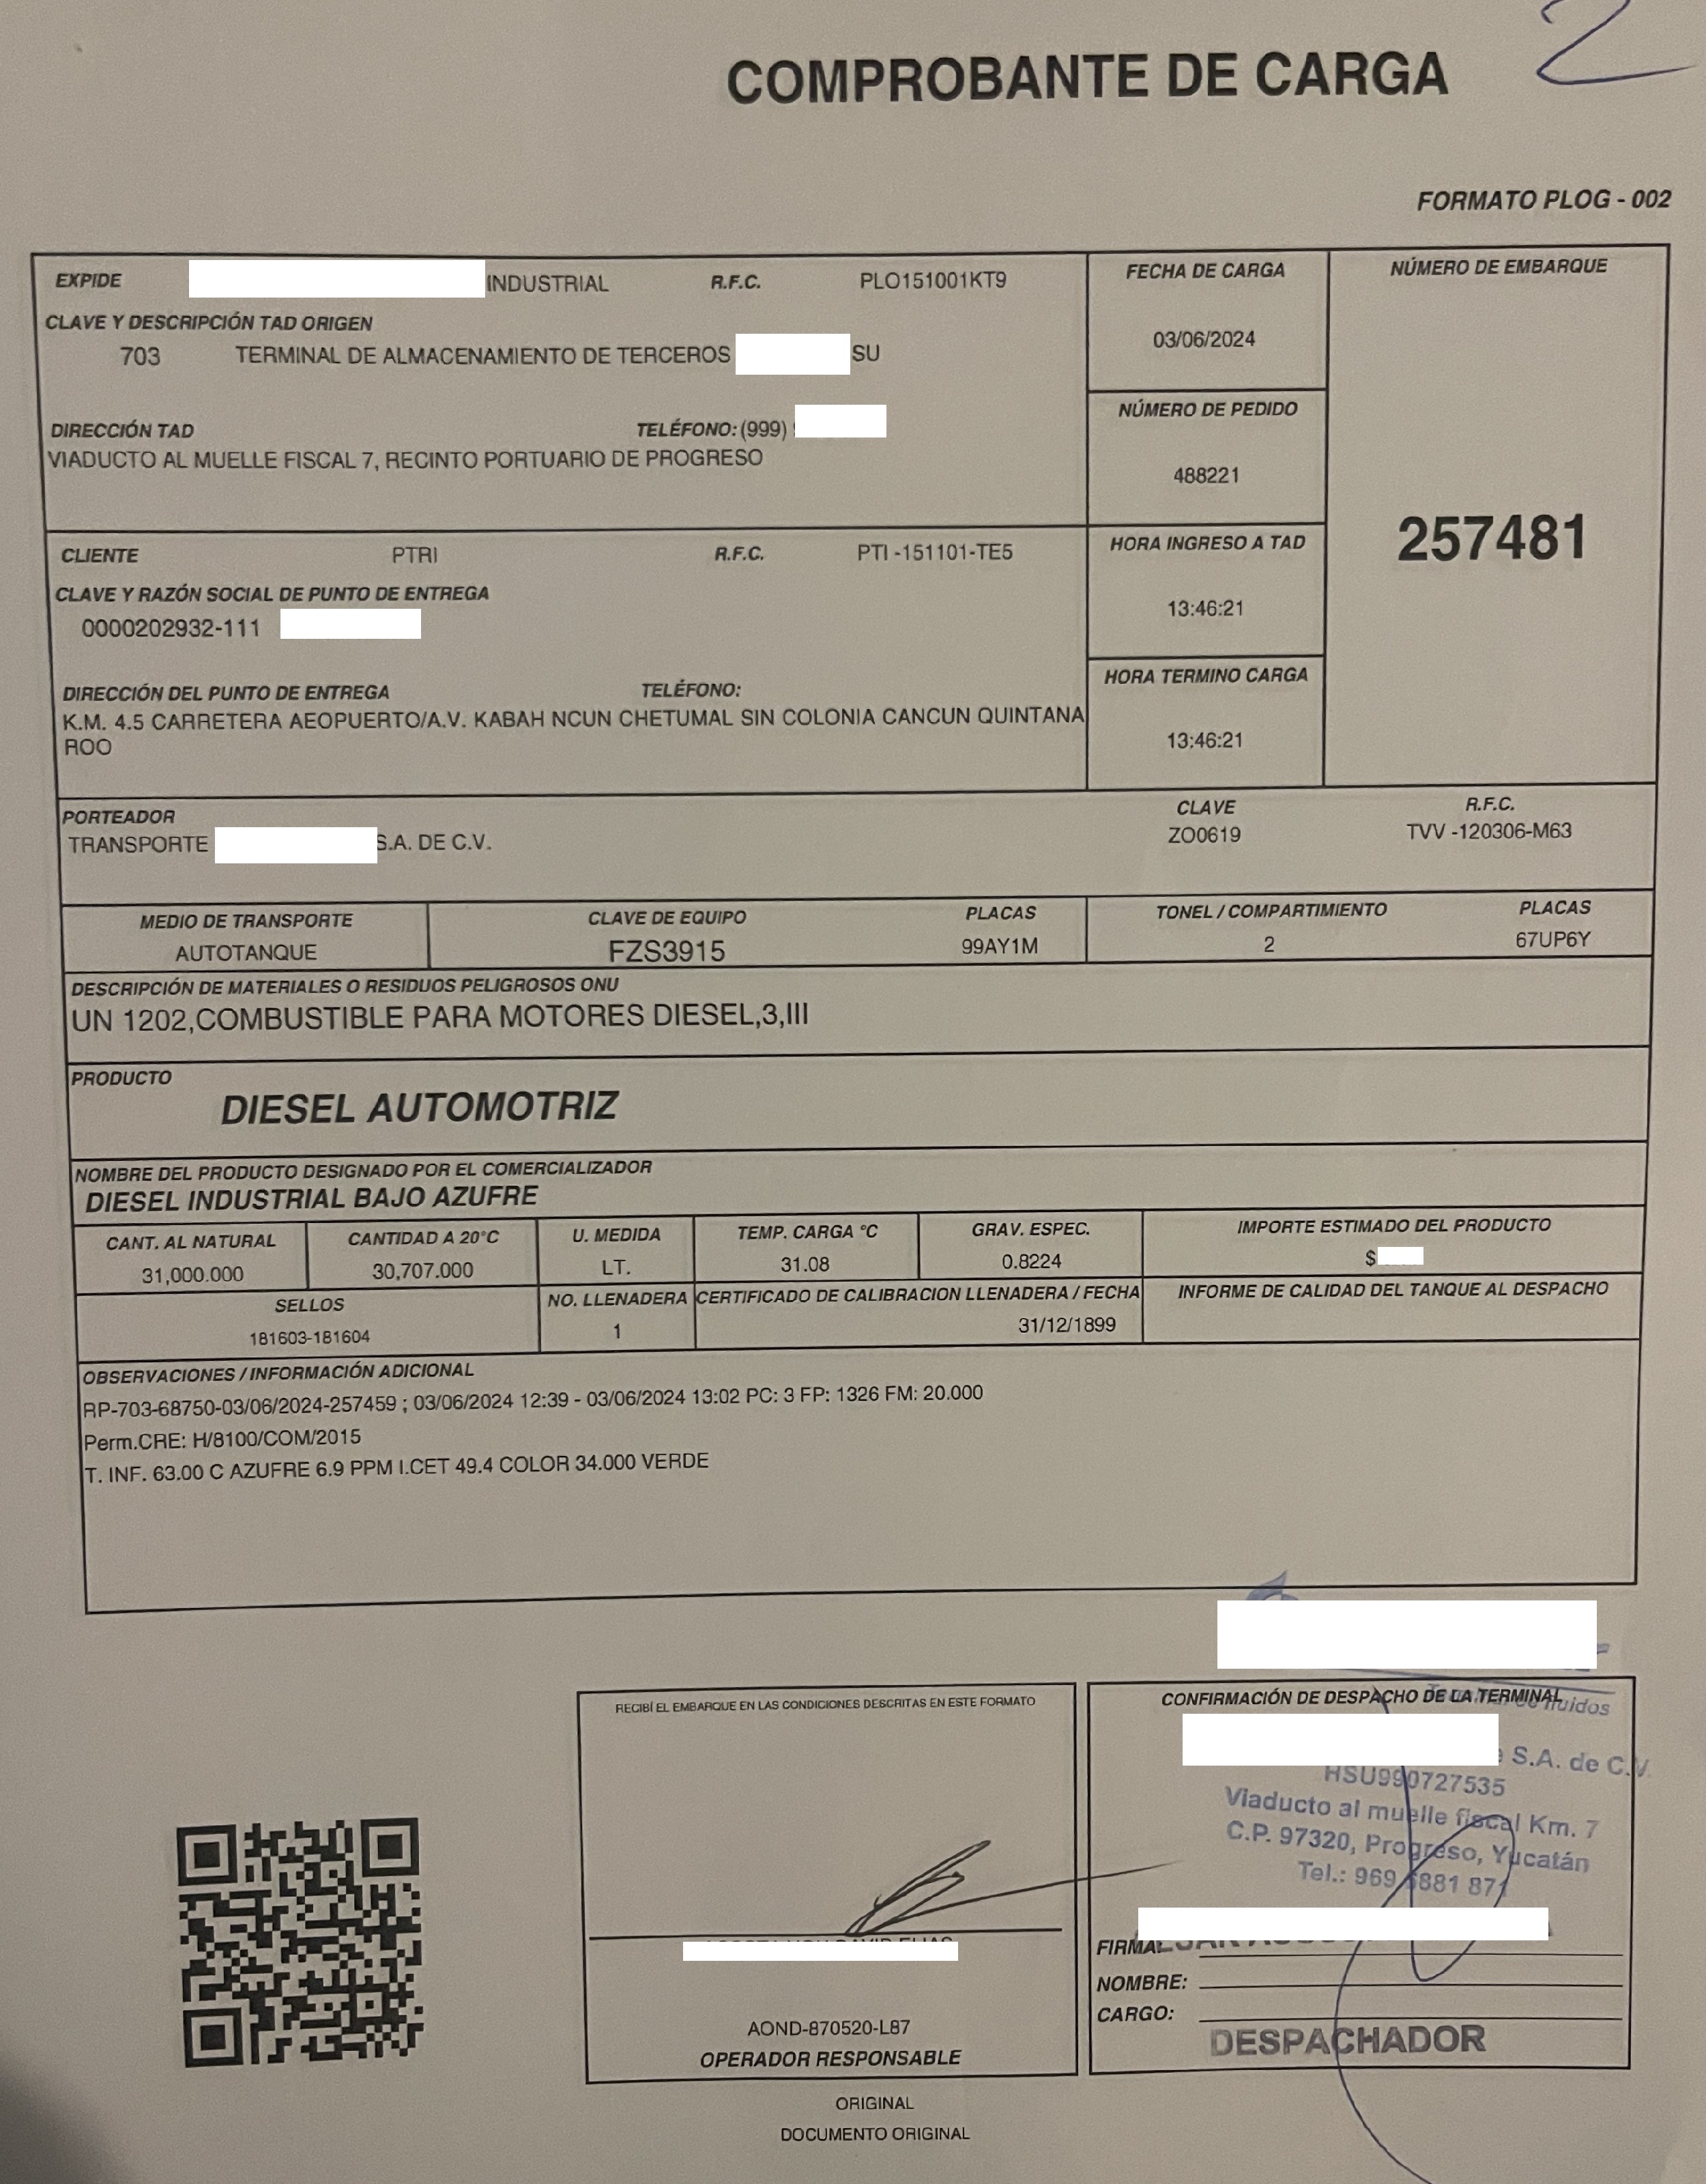 2
COMPROBANTE DE CARGA
FORMATO PLOG - 002
EXPIDE INDUSTRIAL R.F.C. PLO151001KT9
CLAVE Y DESCRIPCIÓN TAD ORIGEN
703 TERMINAL DE ALMACENAMIENTO DE TERCEROS SU
DIRECCIÓN TAD TELÉFONO: (999)
VIADUCTO AL MUELLE FISCAL 7, RECINTO PORTUARIO DE PROGRESO
FECHA DE CARGA
03/06/2024
NÚMERO DE PEDIDO
488221
HORA INGRESO A TAD
13:46:21
HORA TERMINO CARGA
13:46:21
NÚMERO DE EMBARQUE
257481
CLIENTE PTRI R.F.C. PTI -151101-TE5
CLAVE Y RAZÓN SOCIAL DE PUNTO DE ENTREGA
0000202932-111
DIRECCIÓN DEL PUNTO DE ENTREGA TELÉFONO:
K.M. 4.5 CARRETERA AEOPUERTO/A.V. KABAH NCUN CHETUMAL SIN COLONIA CANCUN QUINTANA
ROO
PORTEADOR CLAVE R.F.C.
TRANSPORTE S.A. DE C.V. ZO0619 TVV -120306-M63
MEDIO DE TRANSPORTE CLAVE DE EQUIPO PLACAS TONEL / COMPARTIMIENTO PLACAS
AUTOTANQUE FZS3915 99AY1M 2 67UP6Y
DESCRIPCIÓN DE MATERIALES O RESIDUOS PELIGROSOS ONU
UN 1202,COMBUSTIBLE PARA MOTORES DIESEL,3,III
PRODUCTO
DIESEL AUTOMOTRIZ
NOMBRE DEL PRODUCTO DESIGNADO POR EL COMERCIALIZADOR
DIESEL INDUSTRIAL BAJO AZUFRE
CANT. AL NATURAL CANTIDAD A 20°C U. MEDIDA TEMP. CARGA °C GRAV. ESPEC. IMPORTE ESTIMADO DEL PRODUCTO
31,000.000 30,707.000 LT. 31.08 0.8224 $
SELLOS NO. LLENADERA CERTIFICADO DE CALIBRACION LLENADERA / FECHA INFORME DE CALIDAD DEL TANQUE AL DESPACHO
181603-181604 1 31/12/1899
OBSERVACIONES / INFORMACIÓN ADICIONAL
RP-703-68750-03/06/2024-257459 ; 03/06/2024 12:39 - 03/06/2024 13:02 PC: 3 FP: 1326 FM: 20.000
Perm.CRE: H/8100/COM/2015
T. INF. 63.00 C AZUFRE 6.9 PPM I.CET 49.4 COLOR 34.000 VERDE
RECIBÍ EL EMBARQUE EN LAS CONDICIONES DESCRITAS EN ESTE FORMATO
AOND-870520-L87
OPERADOR RESPONSABLE
CONFIRMACIÓN DE DESPACHO DE LA TERMINAL
Terminal de fluidos
S.A. de C.V.
HSU990727535
Viaducto al muelle fiscal Km. 7
C.P. 97320, Progreso, Yucatán
Tel.: 969 6881 871
FIRMA:
NOMBRE:
CARGO:
DESPACHADOR
ORIGINAL
DOCUMENTO ORIGINAL